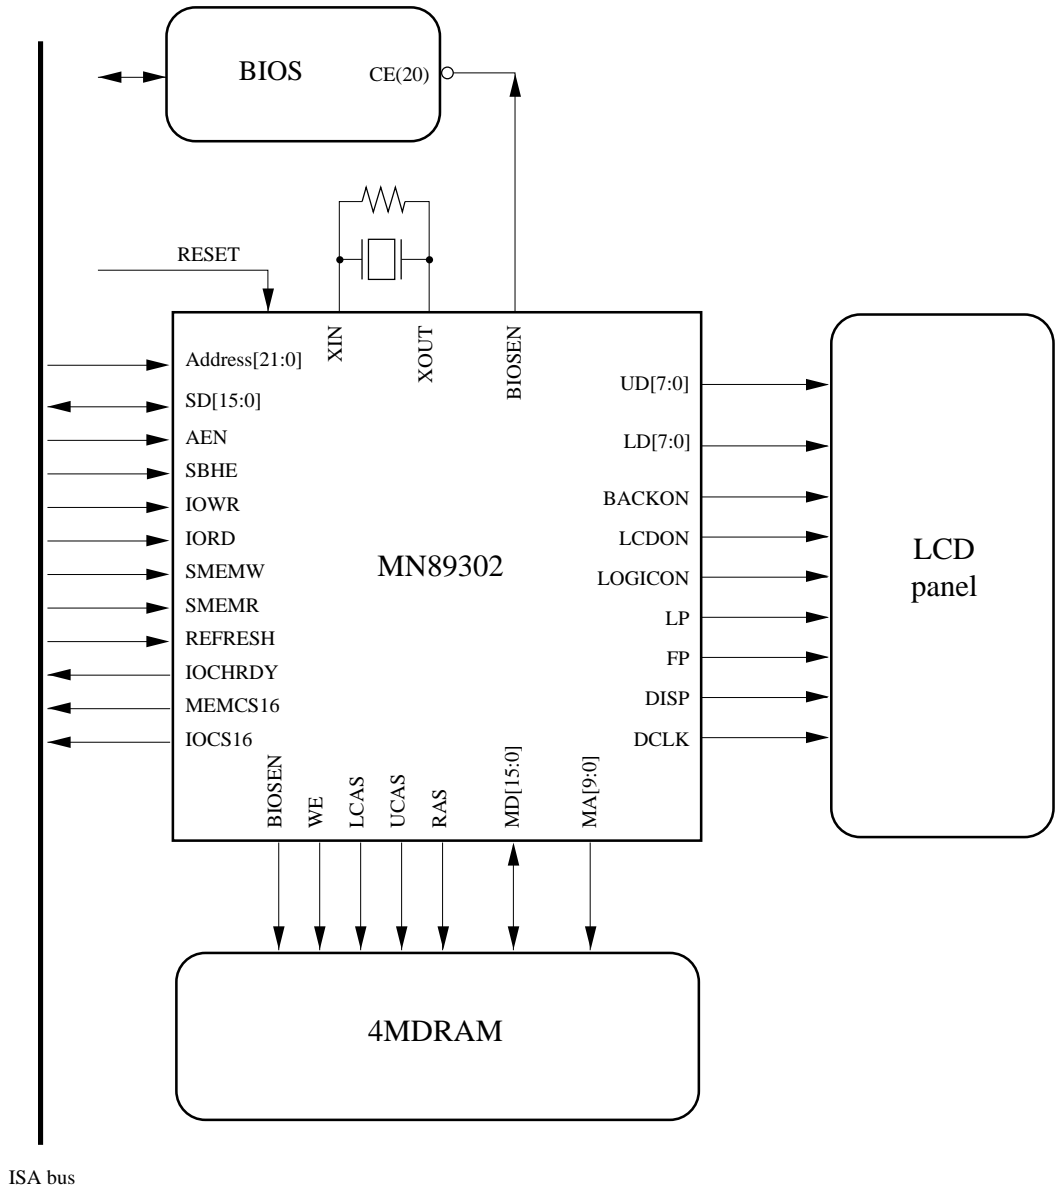 BIOS
CE(20)
RESET
XIN
XOUT
BIOSEN
Address[21:0]
SD[15:0]
AEN
SBHE
IOWR
IORD
SMEMW
SMEMR
REFRESH
IOCHRDY
MEMCS16
IOCS16
MN89302
UD[7:0]
LD[7:0]
BACKON
LCDON
LOGICON
LP
FP
DISP
DCLK
LCD
panel
BIOSEN
WE
LCAS
UCAS
RAS
MD[15:0]
MA[9:0]
4MDRAM
ISA bus